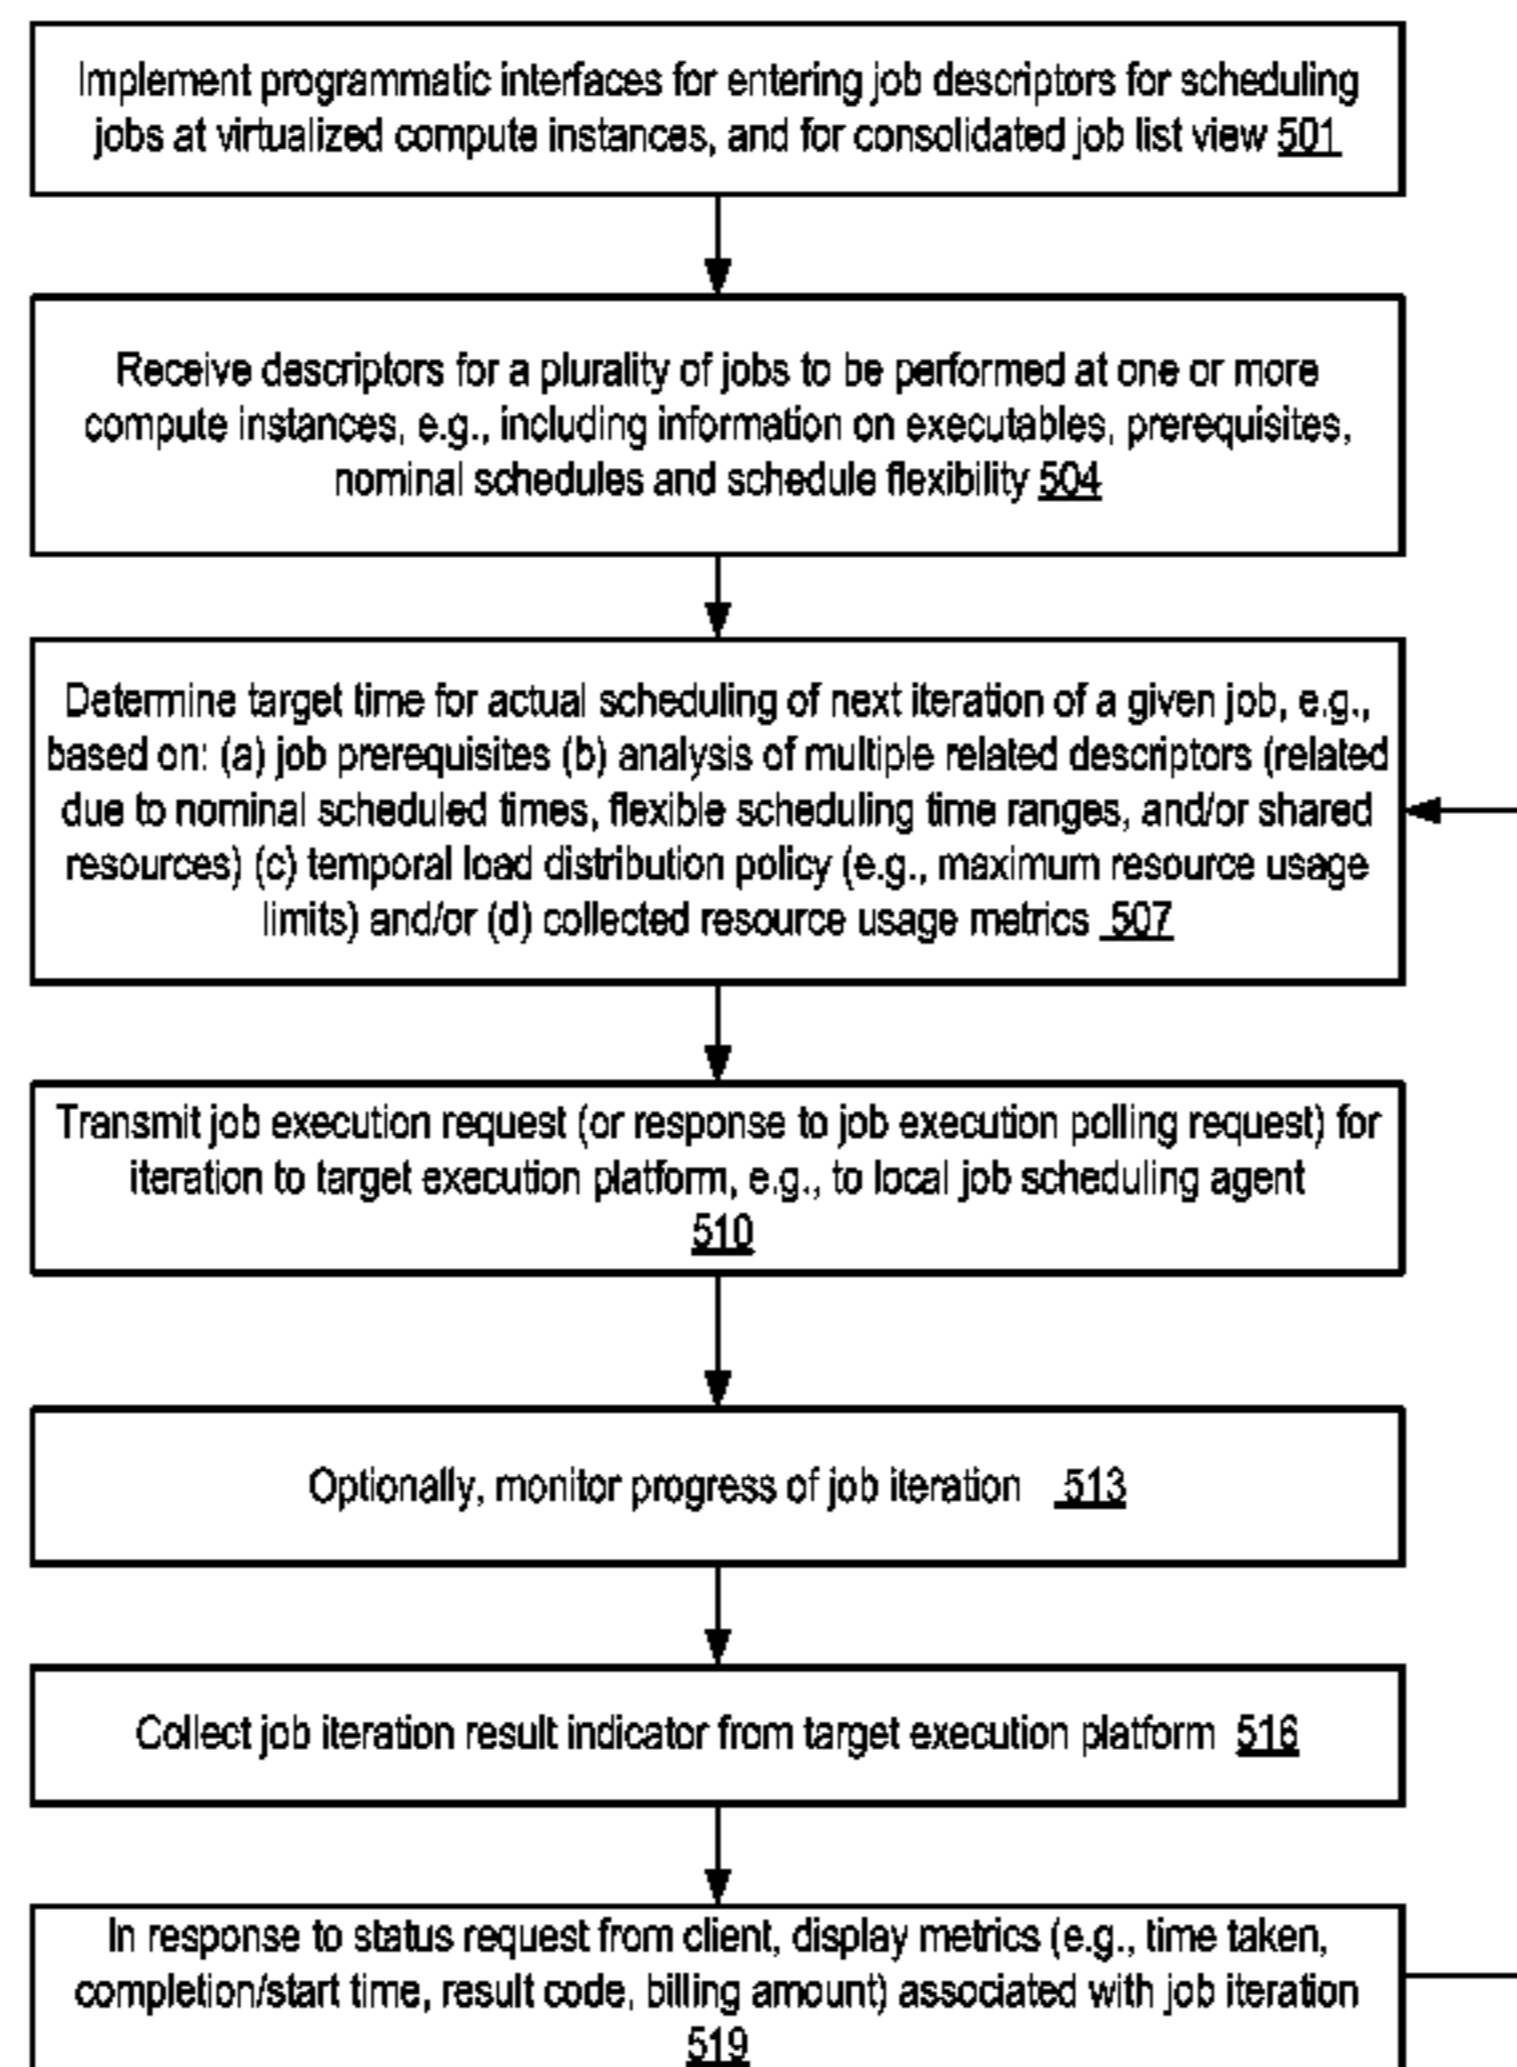 Implement programmatic interfaces for entering job descriptors for scheduling
jobs at virtualized compute instances, and for consolidated job list view 501
Receive descriptors for a plurality of jobs to be performed at one or more
compute instances, e.g., including information on executables, prerequisites,
nominal schedules and schedule flexibility 504
Determine target time for actual scheduling of next iteration of a given job, e.g.,
based on: (a) job prerequisites (b) analysis of multiple related descriptors (related
due to nominal scheduled times, flexible scheduling time ranges, and/or shared
resources) (c) temporal load distribution policy (e.g., maximum resource usage
limits) and/or (d) collected resource usage metrics 507
Transmit job execution request (or response to job execution polling request) for
iteration to target execution platform, e.g., to local job scheduling agent
510
Optionally, monitor progress of job iteration 513
Collect job iteration result indicator from target execution platform 516
In response to status request from client, display metrics (e.g., time taken,
completion/start time, result code, billing amount) associated with job iteration
519